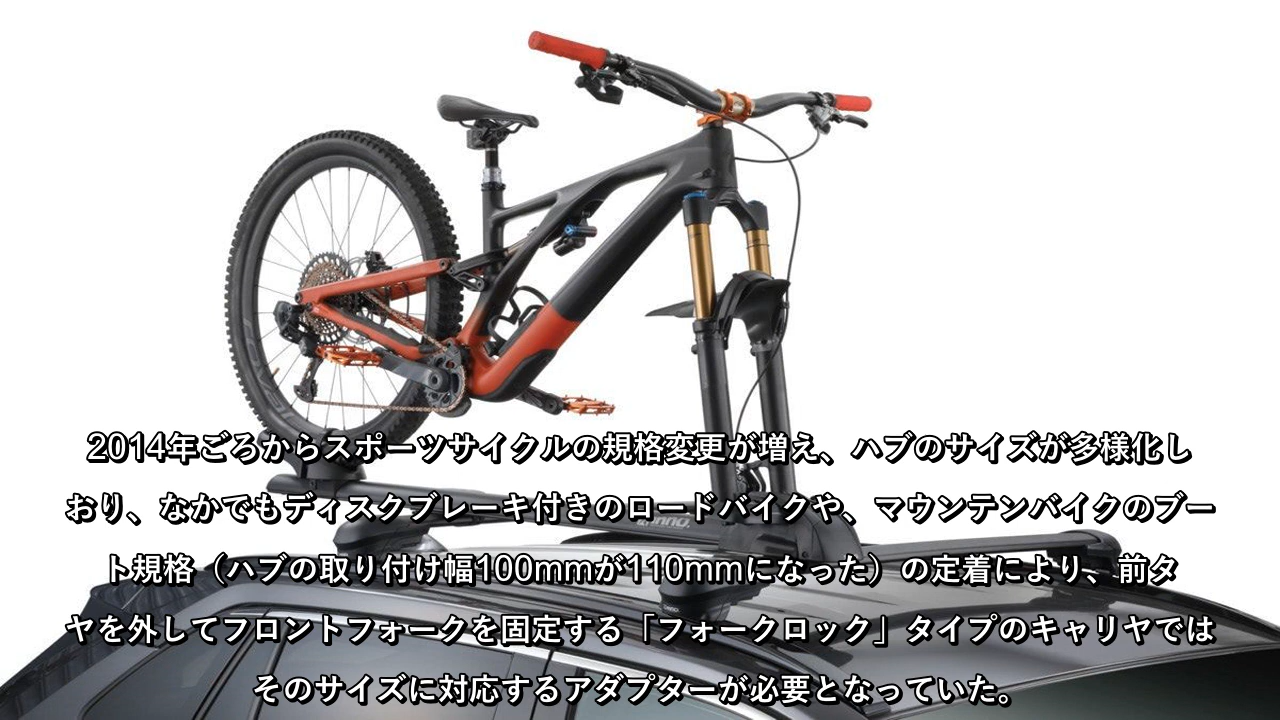 2014年ごろからスポーツサイクルの規格変更が増え、ハブのサイズが多様化し
おり、なかでもディスクブレーキ付きのロードバイクや、マウンテンバイクのブー
ト規格（ハブの取り付け幅100mmが110mmになった）の定着により、前タ
ヤを外してフロントフォークを固定する「フォークロック」タイプのキャリヤでは
そのサイズに対応するアダプターが必要となっていた。